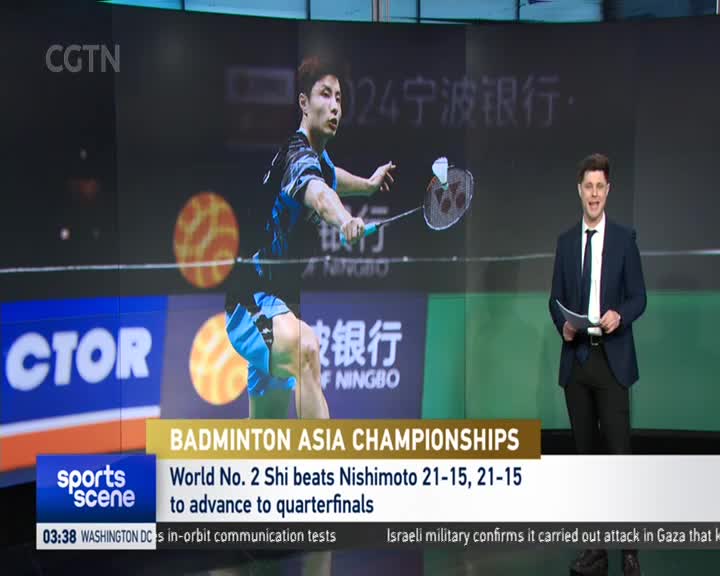 CGTN
2024宁波银行·
银行
OF NINGBO
CTOR
波银行
OF NINGBO
BADMINTON ASIA CHAMPIONSHIPS
World No. 2 Shi beats Nishimoto 21-15, 21-15
to advance to quarterfinals
sports
scene
03:38 WASHINGTON DC
es in-orbit communication tests
Israeli military confirms it carried out attack in Gaza that k